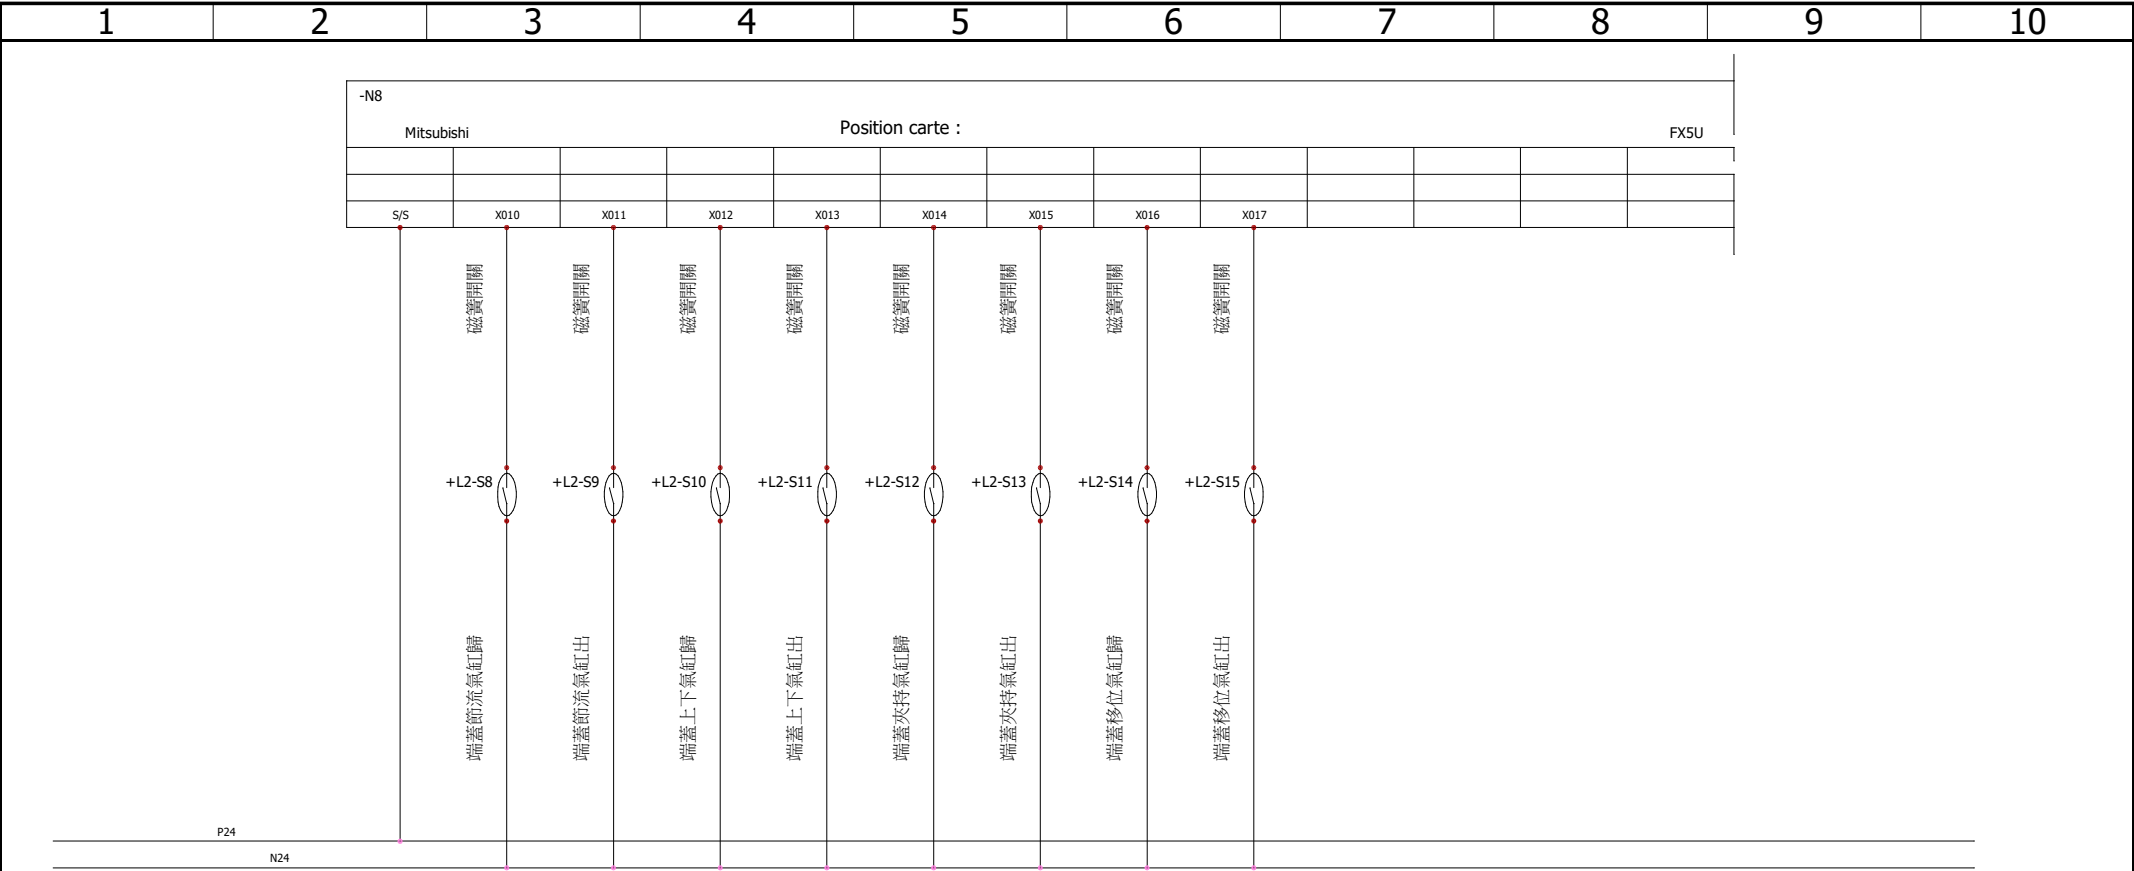 1 2 3 4 5 6 7 8 9 10
-N8
Mitsubishi Position carte : FX5U
S/S X010 X011 X012 X013 X014 X015 X016 X017
磁簧開關 磁簧開關 磁簧開關 磁簧開關 磁簧開關 磁簧開關 磁簧開關 磁簧開關
+L2-S8 +L2-S9 +L2-S10 +L2-S11 +L2-S12 +L2-S13 +L2-S14 +L2-S15
端蓋節流氣缸歸 端蓋節流氣缸出 端蓋上下氣缸歸 端蓋上下氣缸出 端蓋夾持氣缸歸 端蓋夾持氣缸出 端蓋移位氣缸歸 端蓋移位氣缸出
P24
N24